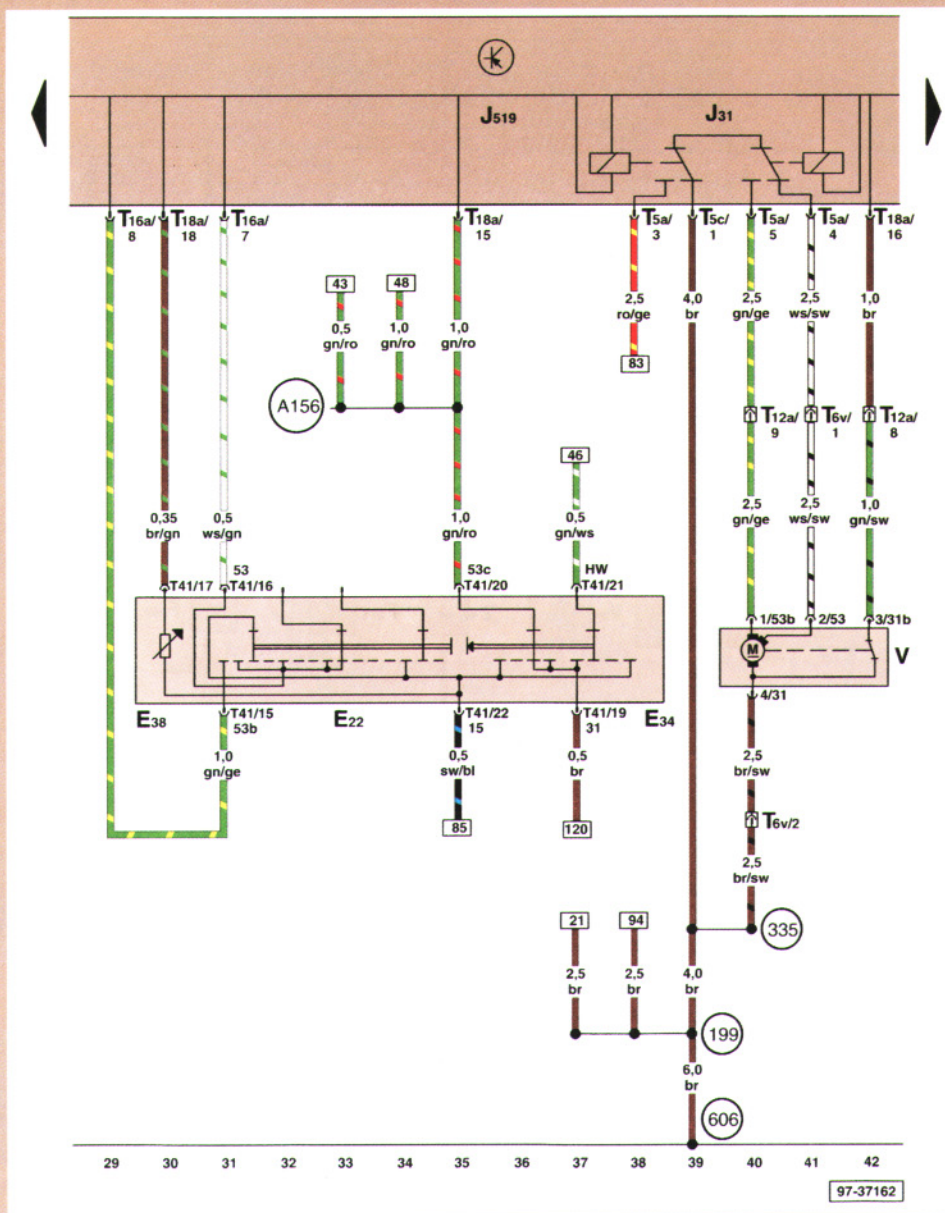 J519
J31
T16a/
8
T18a/
18
T16a/
7
T18a/
15
T5a/
3
T5c/
1
T5a/
5
T5a/
4
T18a/
16
43
48
0,5
gn/ro
1,0
gn/ro
1,0
gn/ro
2,5
ro/ge
4,0
br
2,5
gn/ge
2,5
ws/sw
1,0
br
83
A156
T12a/
9
T6v/
1
T12a/
8
46
0,35
br/gn
0,5
ws/gn
1,0
gn/ro
0,5
gn/ws
2,5
gn/ge
2,5
ws/sw
1,0
gn/sw
53
53c
HW
T41/17
T41/16
T41/20
T41/21
1/53b
2/53
3/31b
M
V
4/31
E38
T41/15
53b
E22
T41/22
15
T41/19
31
E34
1,0
gn/ge
0,5
sw/bl
0,5
br
2,5
br/sw
85
120
T6v/2
2,5
br/sw
21
94
335
2,5
br
2,5
br
4,0
br
199
6,0
br
606
29 30 31 32 33 34 35 36 37 38 39 40 41 42
97-37162